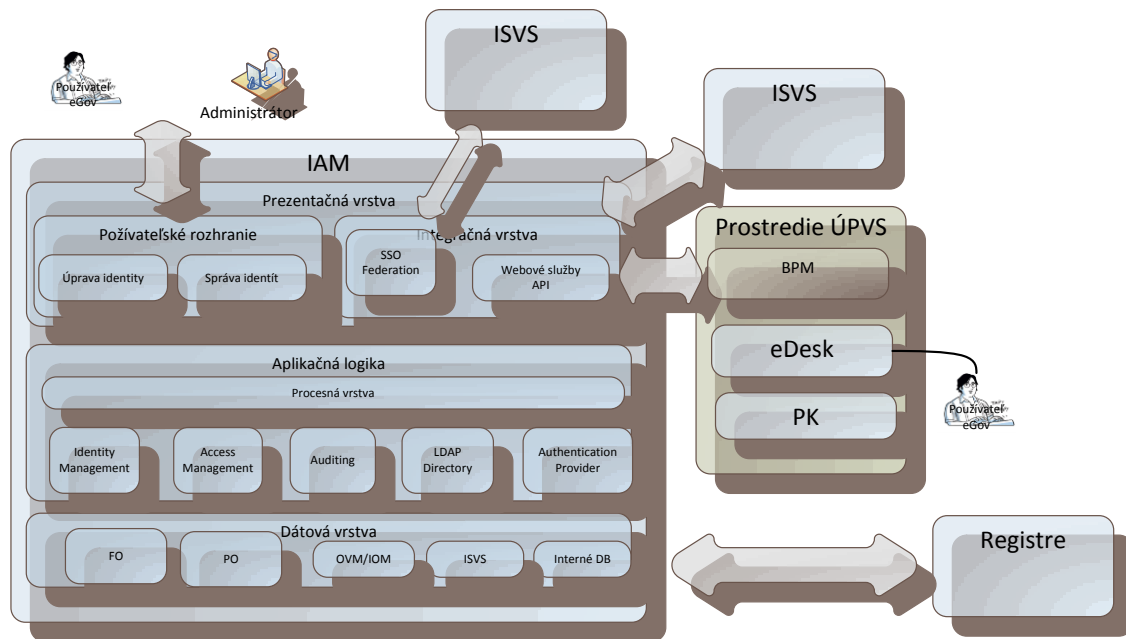 ISVS
Používateľ
eGov
Administrátor
ISVS
IAM
Prezentačná vrstva
Požívateľské rozhranie
Integračná vrstva
Úprava identity
Správa identít
SSO
Federation
Webové služby
API
Prostredie ÚPVS
BPM
eDesk
PK
Používateľ
eGov
Aplikačná logika
Procesná vrstva
Identity
Management
Access
Management
Auditing
LDAP
Directory
Authentication
Provider
Dátová vrstva
FO
PO
OVM/IOM
ISVS
Interné DB
Registre